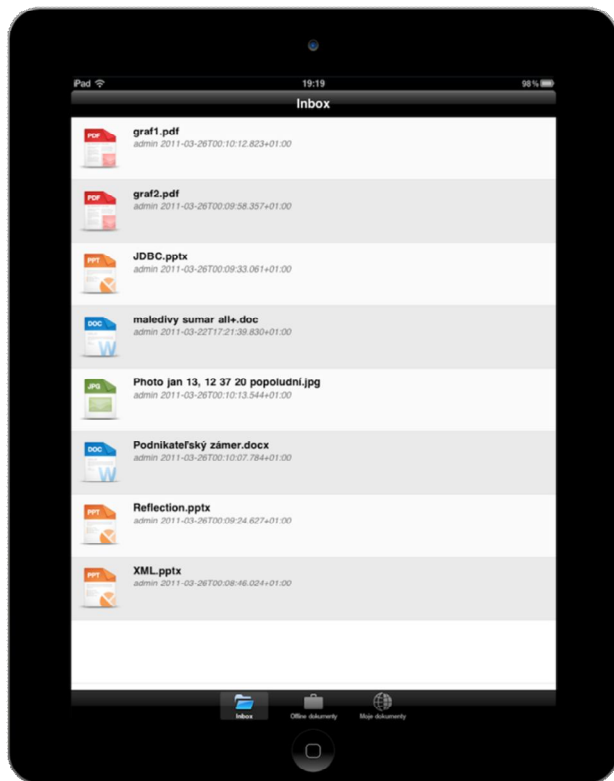 iPad 19:19 98%
Inbox
PDF
graf1.pdf
admin 2011-03-26T00:10:12.823+01:00
PDF
graf2.pdf
admin 2011-03-26T00:09:58.357+01:00
PPT
JDBC.pptx
admin 2011-03-26T00:09:33.061+01:00
DOC
W
maledivy sumar all+.doc
admin 2011-03-22T17:21:39.830+01:00
JPG
Photo jan 13, 12 37 20 popoludní.jpg
admin 2011-03-26T00:10:13.544+01:00
DOC
W
Podnikateľský zámer.docx
admin 2011-03-26T00:10:07.784+01:00
PPT
Reflection.pptx
admin 2011-03-26T00:09:24.627+01:00
PPT
XML.pptx
admin 2011-03-26T00:08:46.024+01:00
Inbox Offline dokumenty Moje dokumenty